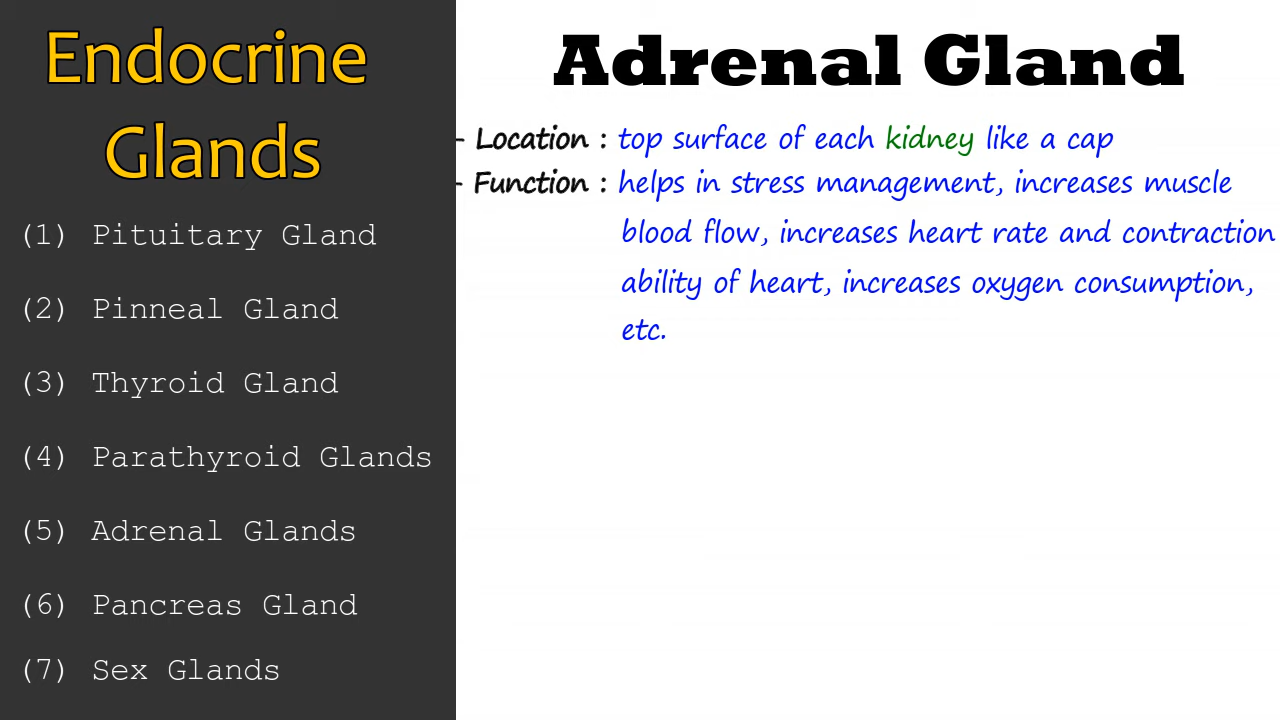 Endocrine
Glands
(1) Pituitary Gland
(2) Pinneal Gland
(3) Thyroid Gland
(4) Parathyroid Glands
(5) Adrenal Glands
(6) Pancreas Gland
(7) Sex Glands
Adrenal Gland
- Location : top surface of each kidney like a cap
- Function : helps in stress management, increases muscle
blood flow, increases heart rate and contraction
ability of heart, increases oxygen consumption,
etc.